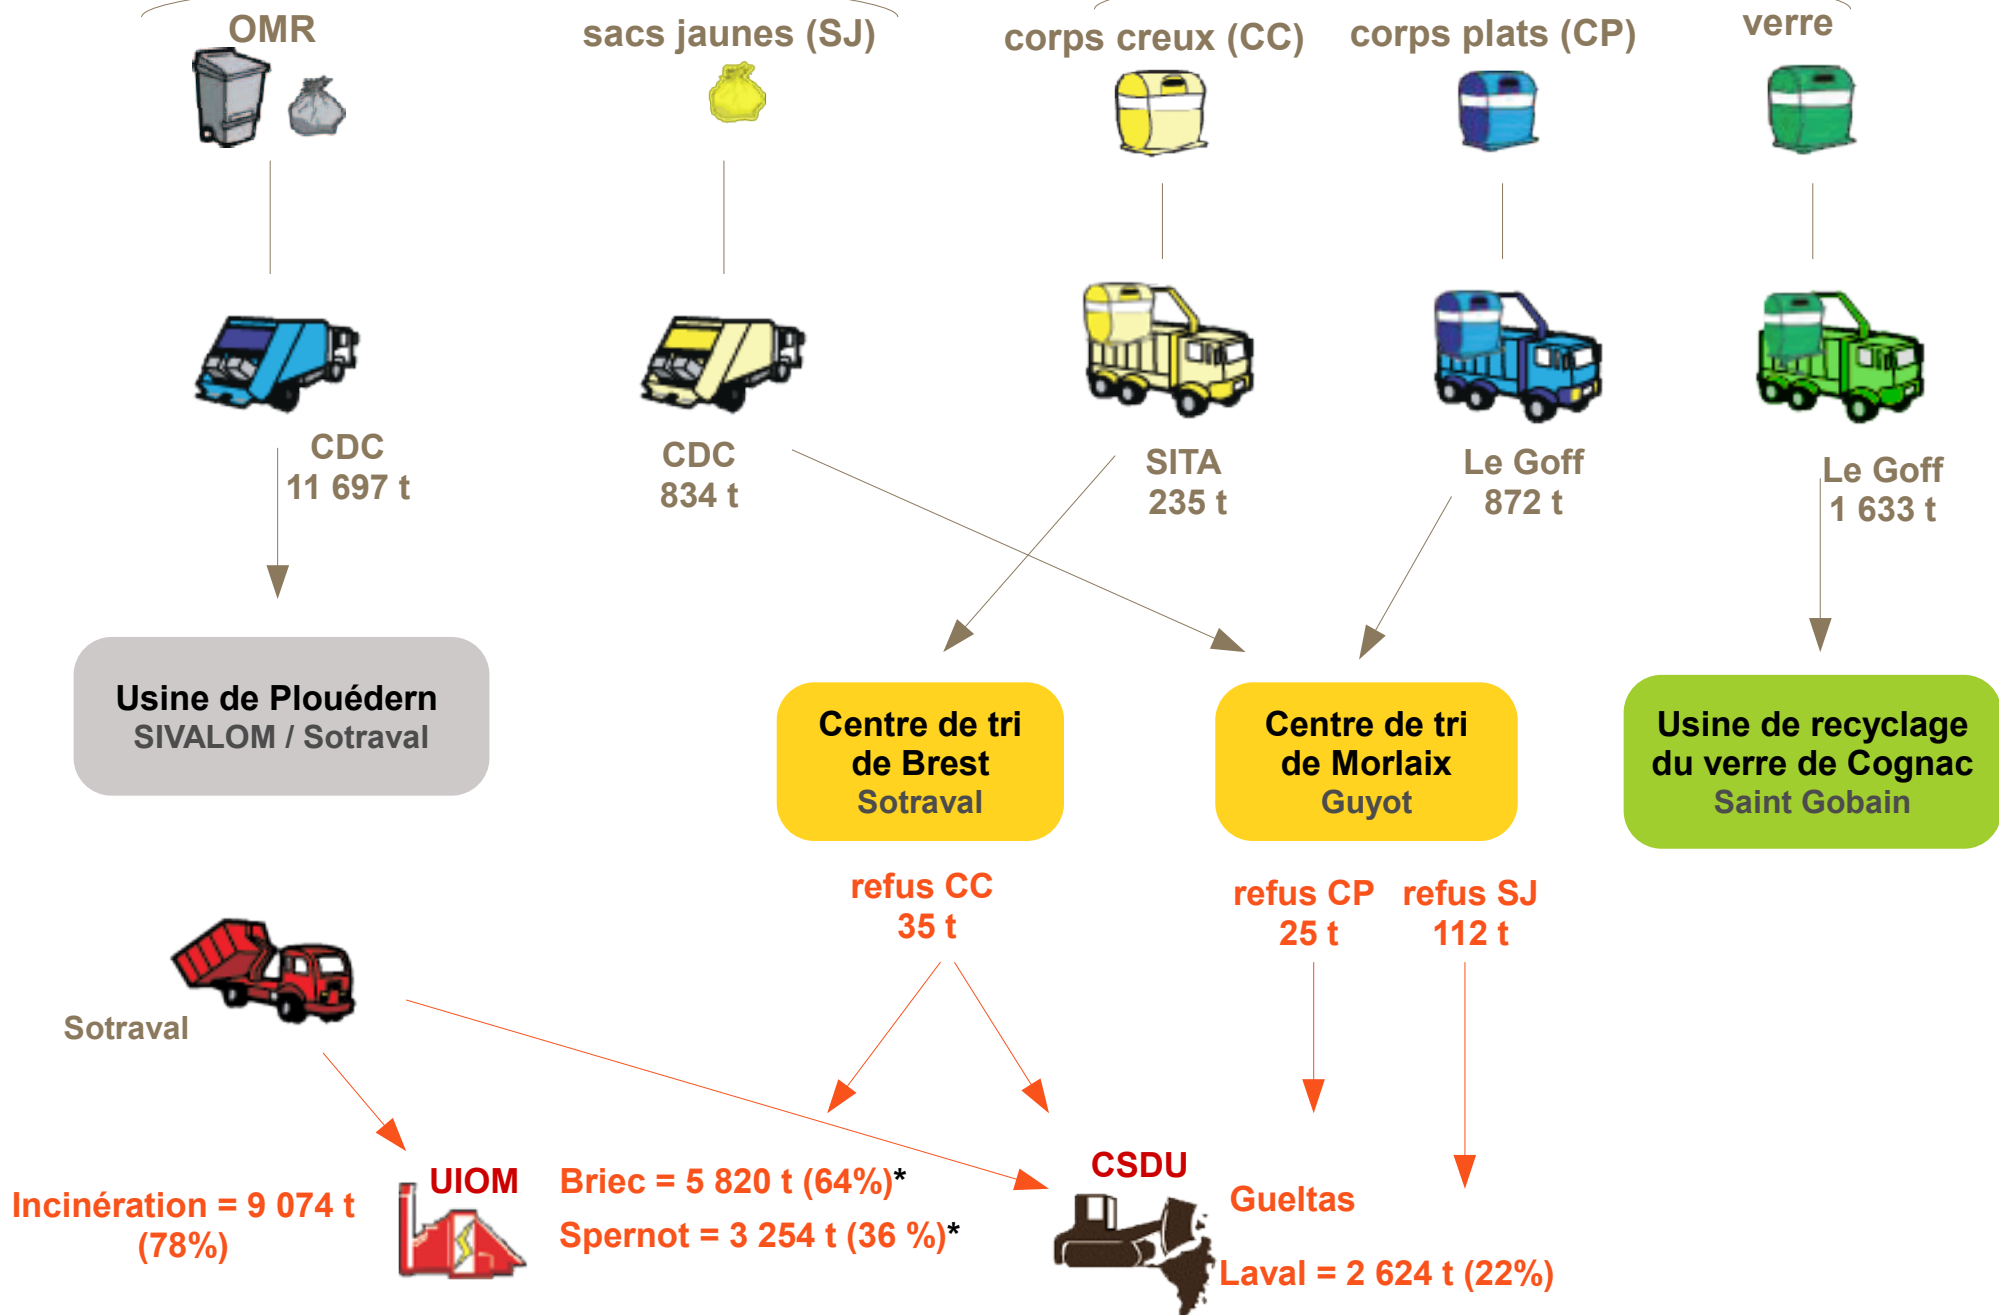 OMR
sacs jaunes (SJ)
corps creux (CC)
corps plats (CP)
verre
CDC
11 697 t
CDC
834 t
SITA
235 t
Le Goff
872 t
Le Goff
1 633 t
Usine de Plouédern
SIVALOM / Sotraval
Centre de tri
de Brest
Sotraval
Centre de tri
de Morlaix
Guyot
Usine de recyclage
du verre de Cognac
Saint Gobain
refus CC
35 t
refus CP
25 t
refus SJ
112 t
Sotraval
Incinération = 9 074 t
(78%)
UIOM
Briec = 5 820 t (64%)*
Spernot = 3 254 t (36 %)*
CSDU
Gueltas
Laval = 2 624 t (22%)